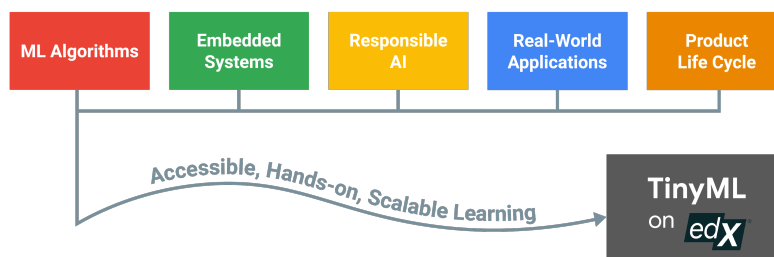 ML Algorithms
Embedded
Systems
Responsible
AI
Real-World
Applications
Product
Life Cycle
Accessible, Hands-on, Scalable Learning
TinyML
on edX